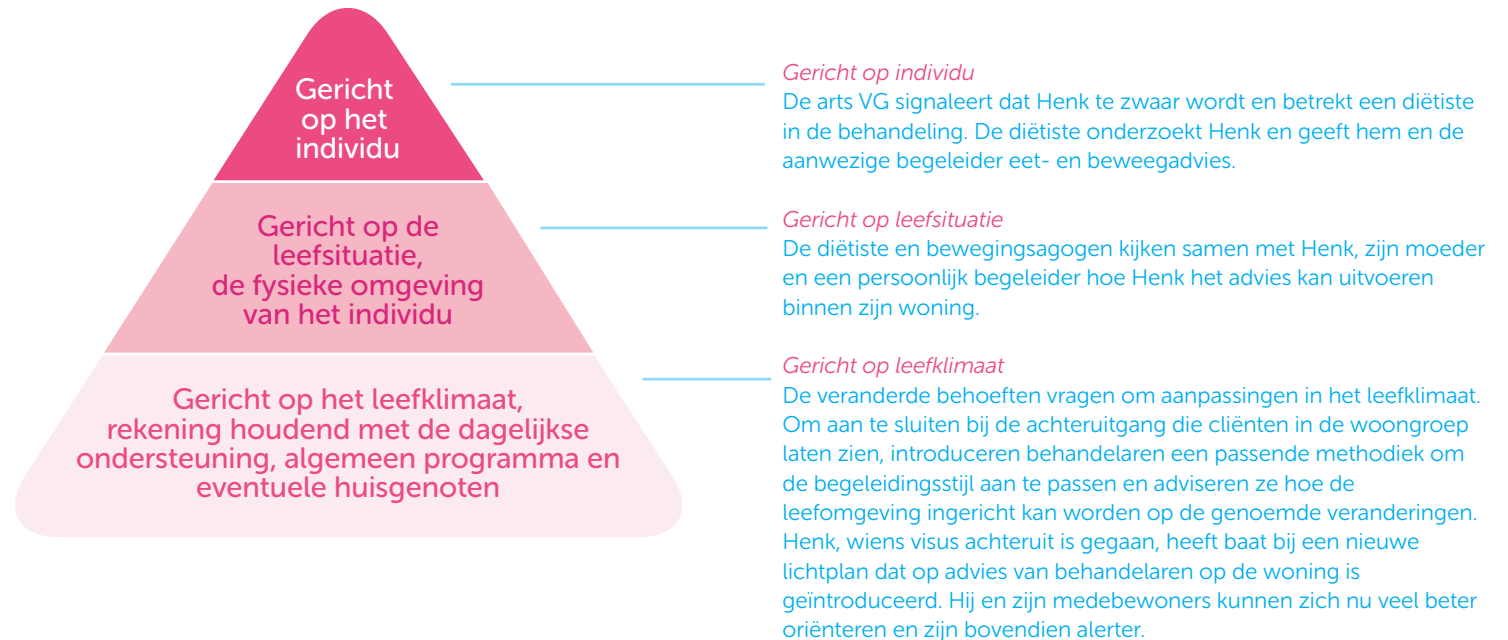 Gericht
op het
individu
Gericht op de
leefsituatie,
de fysieke omgeving
van het individu
Gericht op het leefklimaat,
rekening houdend met de dagelijkse
ondersteuning, algemeen programma en
eventuele huisgenoten
Gericht op individu
De arts VG signaleert dat Henk te zwaar wordt en betrekt een diëtiste
in de behandeling. De diëtiste onderzoekt Henk en geeft hem en de
aanwezige begeleider eet- en beweegadvies.
Gericht op leefsituatie
De diëtiste en bewegingsagogen kijken samen met Henk, zijn moeder
en een persoonlijk begeleider hoe Henk het advies kan uitvoeren
binnen zijn woning.
Gericht op leefklimaat
De veranderde behoeften vragen om aanpassingen in het leefklimaat.
Om aan te sluiten bij de achteruitgang die cliënten in de woongroep
laten zien, introduceren behandelaren een passende methodiek om
de begeleidingsstijl aan te passen en adviseren ze hoe de
leefomgeving ingericht kan worden op de genoemde veranderingen.
Henk, wiens visus achteruit is gegaan, heeft baat bij een nieuwe
lichtplan dat op advies van behandelaren op de woning is
geïntroduceerd. Hij en zijn medebewoners kunnen zich nu veel beter
oriënteren en zijn bovendien alerter.